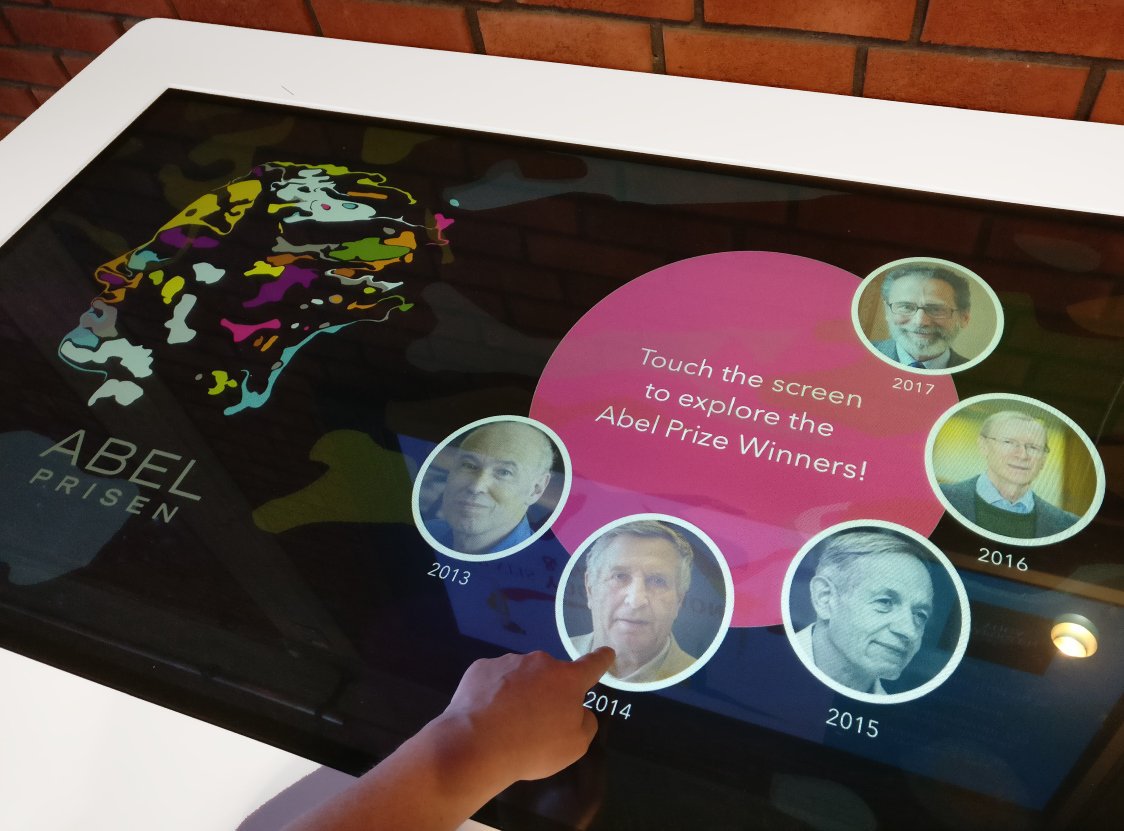 ABEL
PRISEN
Touch the screen
to explore the
Abel Prize Winners!
2013
2014
2015
2016
2017